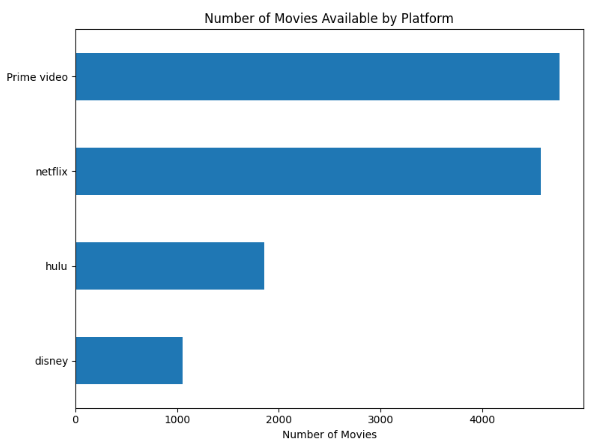 Number of Movies Available by Platform
Prime video
netflix
hulu
disney
0 1000 2000 3000 4000
Number of Movies